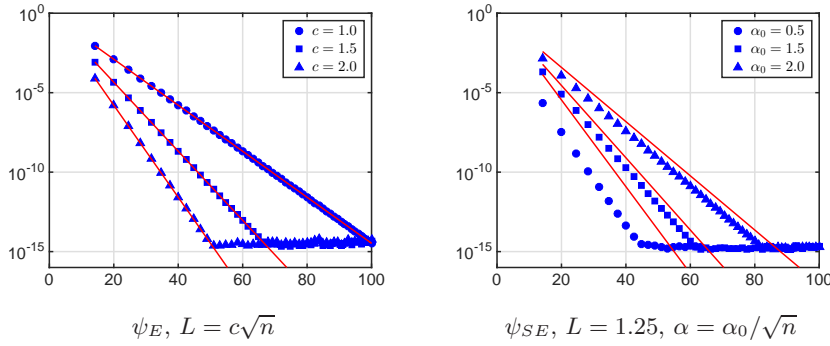 10^0
10^{-5}
10^{-10}
10^{-15}
0 20 40 60 80 100
c = 1.0
c = 1.5
c = 2.0
ψ_E, L = c√n
10^0
10^{-5}
10^{-10}
10^{-15}
0 20 40 60 80 100
α_0 = 0.5
α_0 = 1.5
α_0 = 2.0
ψ_{SE}, L = 1.25, α = α_0/√n